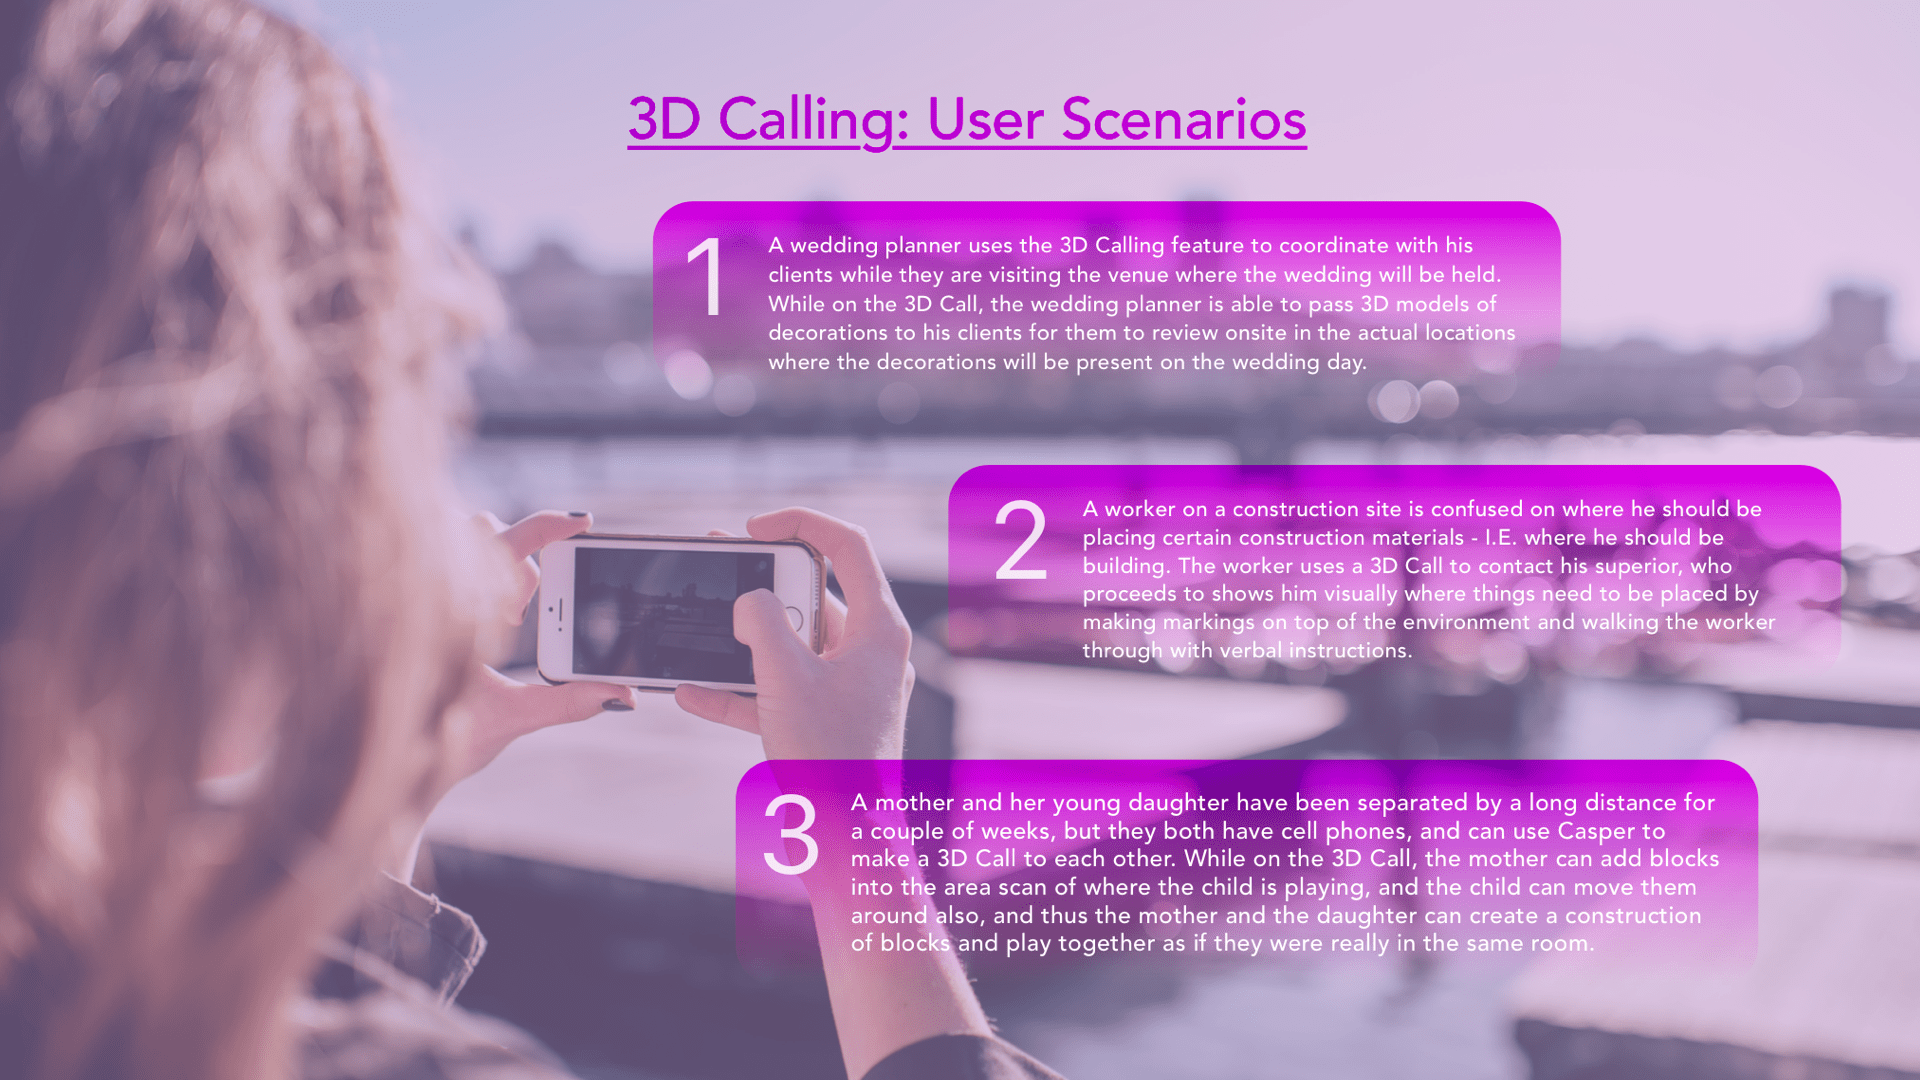 3D Calling: User Scenarios
1
A wedding planner uses the 3D Calling feature to coordinate with his
clients while they are visiting the venue where the wedding will be held.
While on the 3D Call, the wedding planner is able to pass 3D models of
decorations to his clients for them to review onsite in the actual locations
where the decorations will be present on the wedding day.
2
A worker on a construction site is confused on where he should be
placing certain construction materials - I.E. where he should be
building. The worker uses a 3D Call to contact his superior, who
proceeds to shows him visually where things need to be placed by
making markings on top of the environment and walking the worker
through with verbal instructions.
3
A mother and her young daughter have been separated by a long distance for
a couple of weeks, but they both have cell phones, and can use Casper to
make a 3D Call to each other. While on the 3D Call, the mother can add blocks
into the area scan of where the child is playing, and the child can move them
around also, and thus the mother and the daughter can create a construction
of blocks and play together as if they were really in the same room.